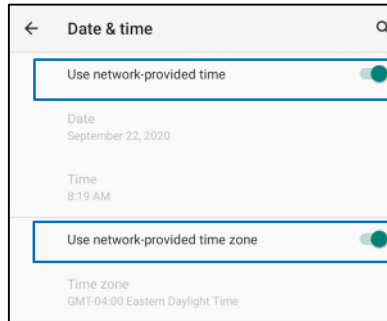 Date & time
Use network-provided time
Date
September 22, 2020
Time
8:19 AM
Use network-provided time zone
Time zone
GMT-04:00 Eastern Daylight Time